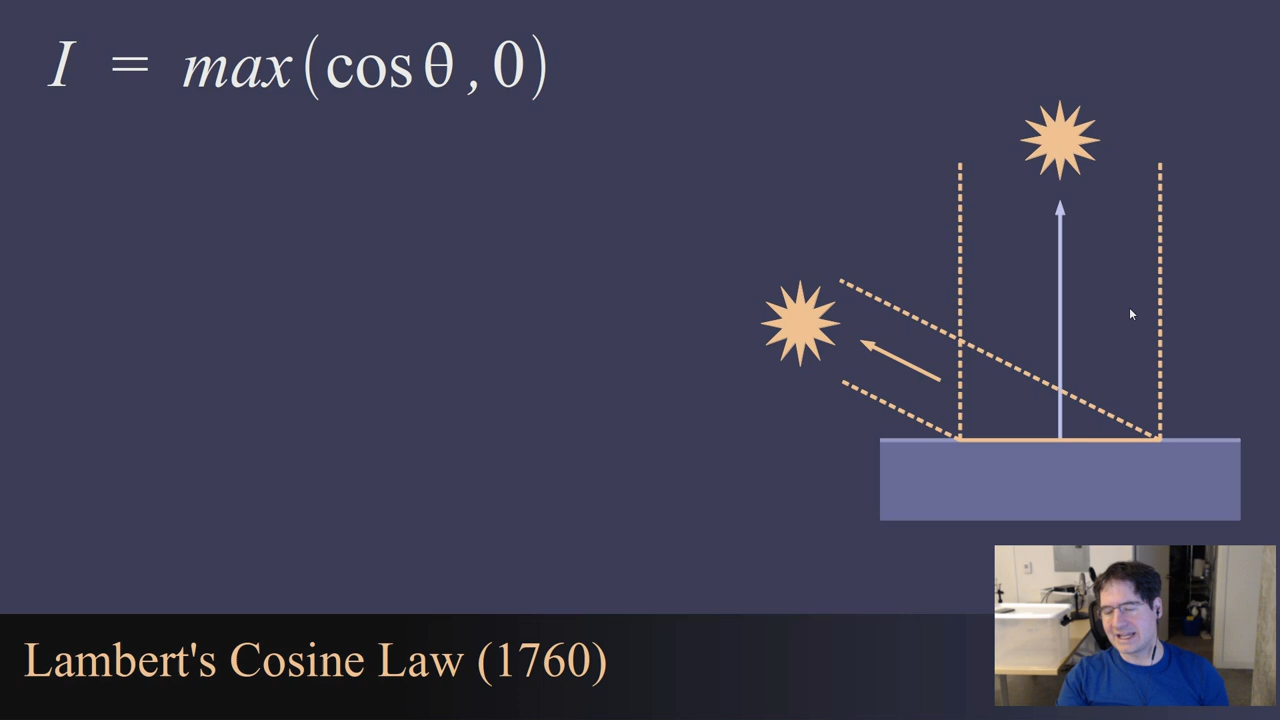 I = max(cos θ, 0)
Lambert's Cosine Law (1760)